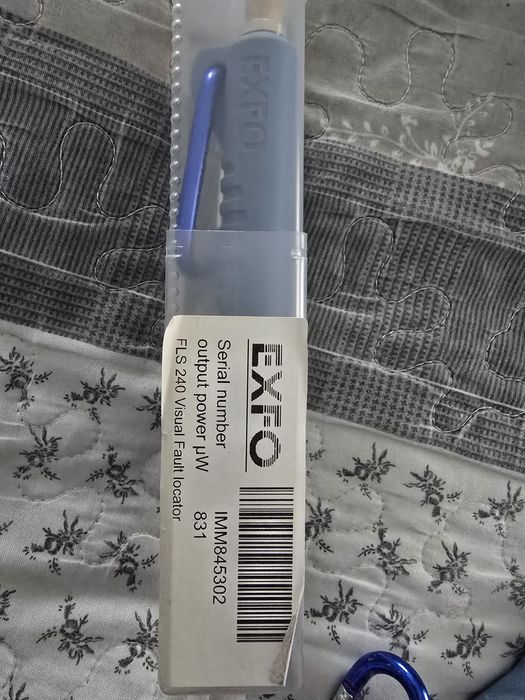 EXFO
EXFO
Serial number IMM845302
output power µW 831
FLS 240 Visual Fault locator